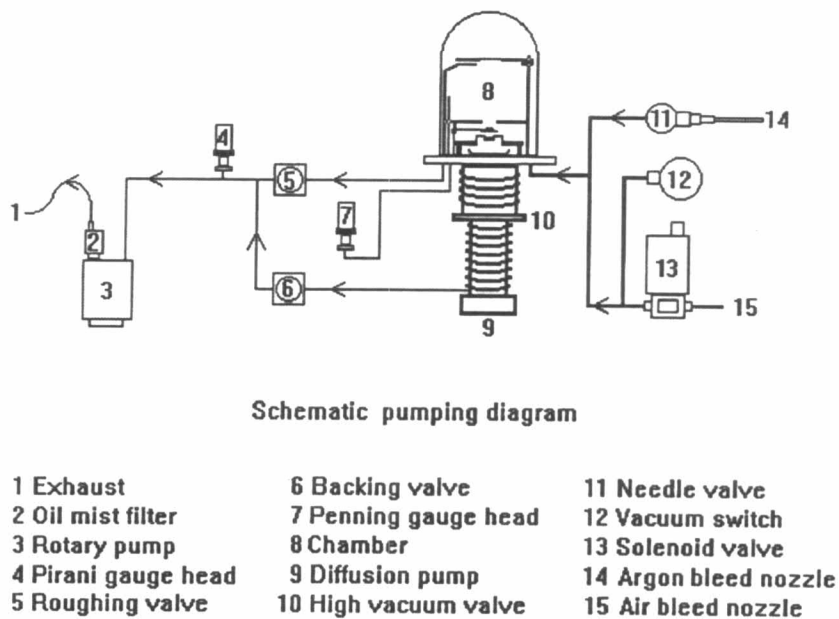 8
4
11
14
12
5
7
10
1
2
13
3
6
15
9
Schematic pumping diagram
1 Exhaust
2 Oil mist filter
3 Rotary pump
4 Pirani gauge head
5 Roughing valve
6 Backing valve
7 Penning gauge head
8 Chamber
9 Diffusion pump
10 High vacuum valve
11 Needle valve
12 Vacuum switch
13 Solenoid valve
14 Argon bleed nozzle
15 Air bleed nozzle